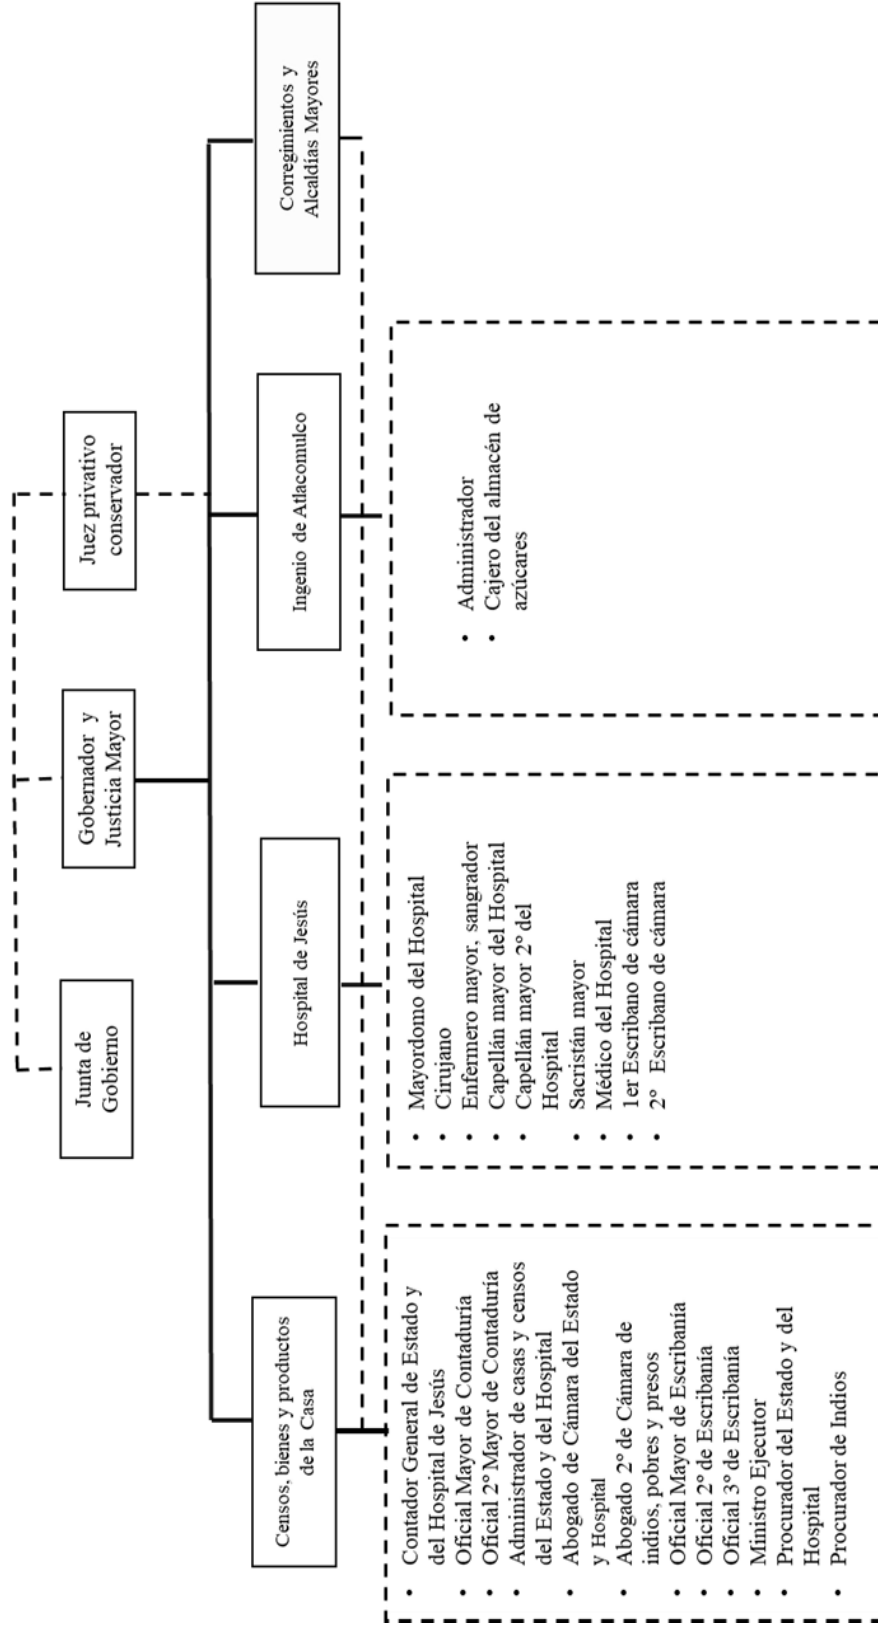 Junta de
Gobierno
Gobernador y
Justicia Mayor
Juez privativo
conservador
Censos, bienes y productos
de la Casa
Hospital de Jesús
Ingenio de Atlacomulco
Corregimientos y
Alcaldías Mayores
• Contador General de Estado y
del Hospital de Jesús
• Oficial Mayor de Contaduría
• Oficial 2º Mayor de Contaduría
• Administrador de casas y censos
del Estado y del Hospital
• Abogado de Cámara del Estado
y Hospital
• Abogado 2º de Cámara de
indios, pobres y presos
• Oficial Mayor de Escribanía
• Oficial 2º de Escribanía
• Oficial 3º de Escribanía
• Ministro Ejecutor
• Procurador del Estado y del
Hospital
• Procurador de Indios
• Mayordomo del Hospital
• Cirujano
• Enfermero mayor, sangrador
• Capellán mayor del Hospital
• Capellán mayor 2º del
Hospital
• Sacristán mayor
• Médico del Hospital
• 1er Escribano de cámara
• 2º Escribano de cámara
• Administrador
• Cajero del almacén de
azúcares